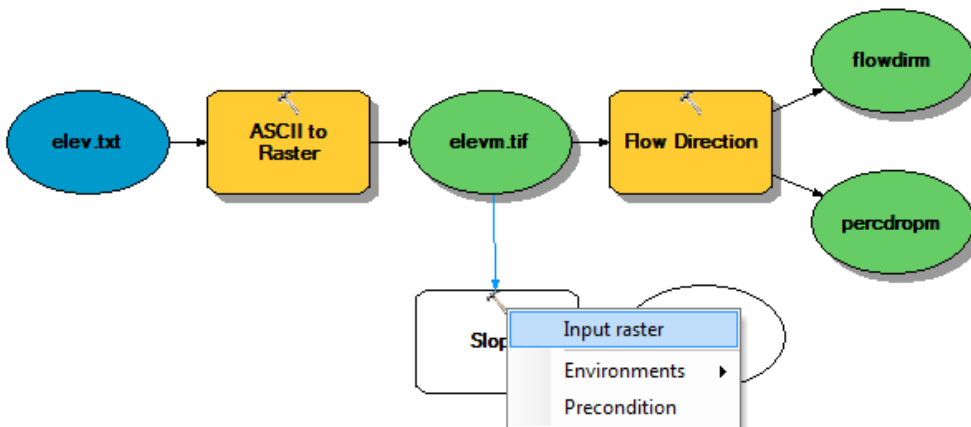 flowdirm
elev.txt
ASCII to
Raster
elevm.tif
Flow Direction
percdropm
Slop
Input raster
Environments
Precondition